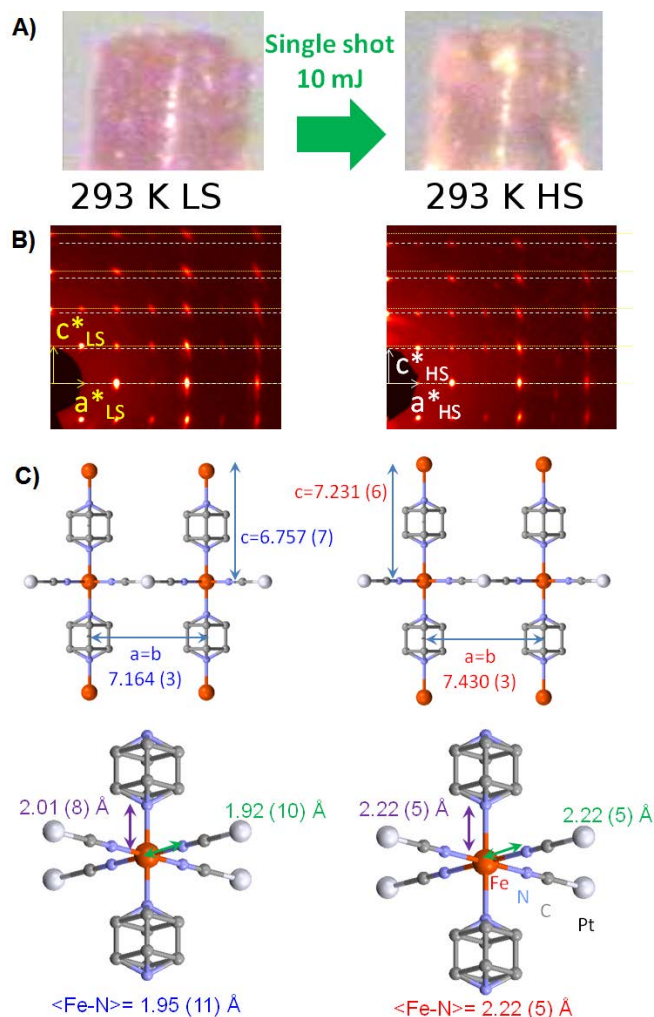 A)
Single shot
10 mJ
293 K LS
293 K HS
B)
c*LS
a*LS
c*HS
a*HS
C)
c=6.757 (7)
a=b
7.164 (3)
c=7.231 (6)
a=b
7.430 (3)
2.01 (8) Å
1.92 (10) Å
<Fe-N>= 1.95 (11) Å
2.22 (5) Å
2.22 (5) Å
Fe
N
C
Pt
<Fe-N>= 2.22 (5) Å